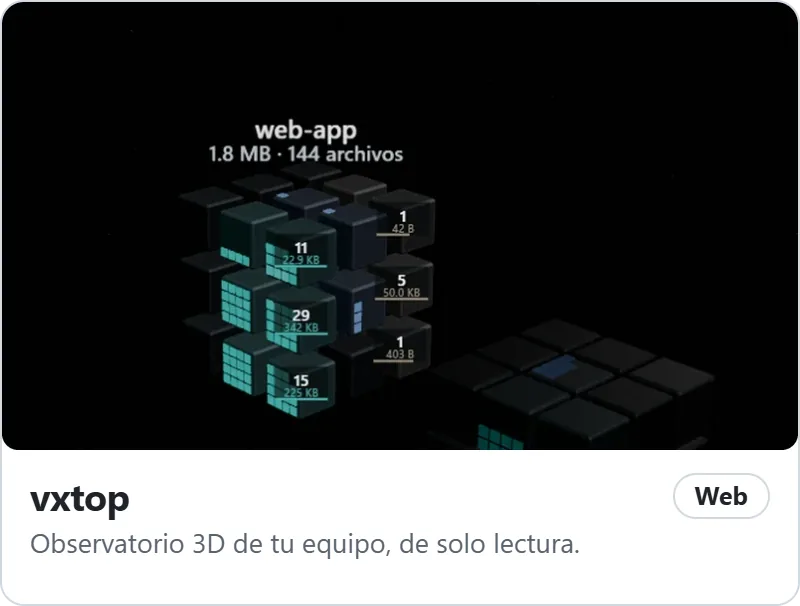 web-app
1.8 MB · 144 archivos
1
42 B
11
22.9 KB
5
50.0 KB
29
342 KB
1
403 B
15
225 KB
vxtop
Web
Observatorio 3D de tu equipo, de solo lectura.